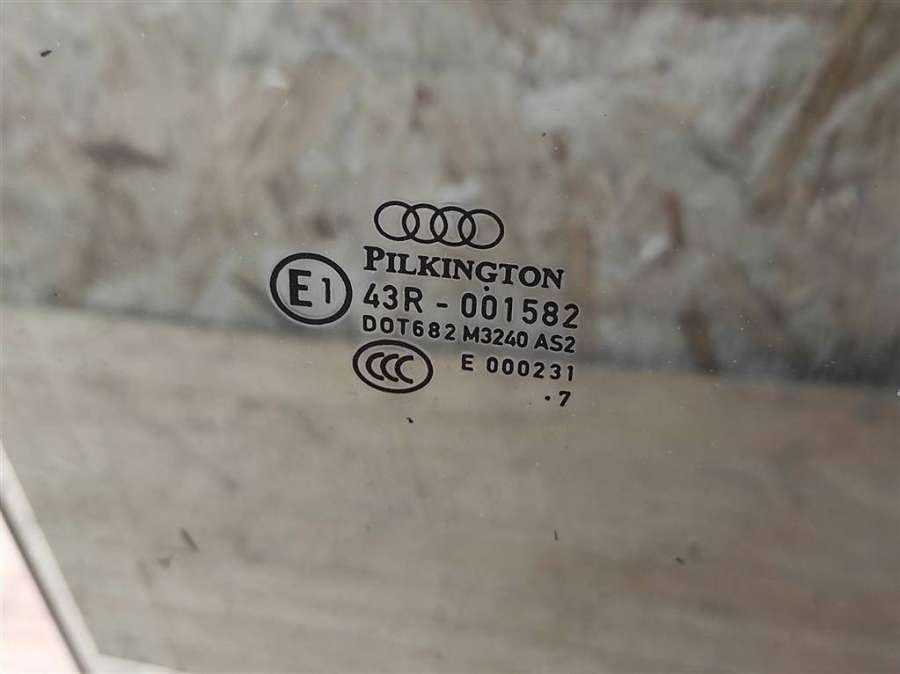 PILKINGTON
E1
43R - 001582
DOT682 M3240 AS2
CCC
E 000231
.7